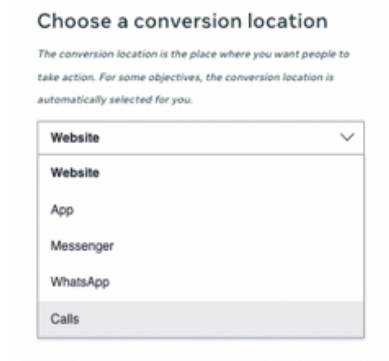 Choose a conversion location
The conversion location is the place where you want people to
take action. For some objectives, the conversion location is
automatically selected for you.
Website
Website
App
Messenger
WhatsApp
Calls